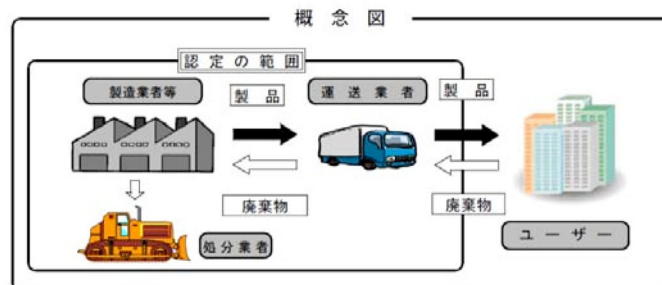 概念図
認定の範囲
製造業者等
製品
運送業者
製品
廃棄物
廃棄物
処分業者
ユーザー